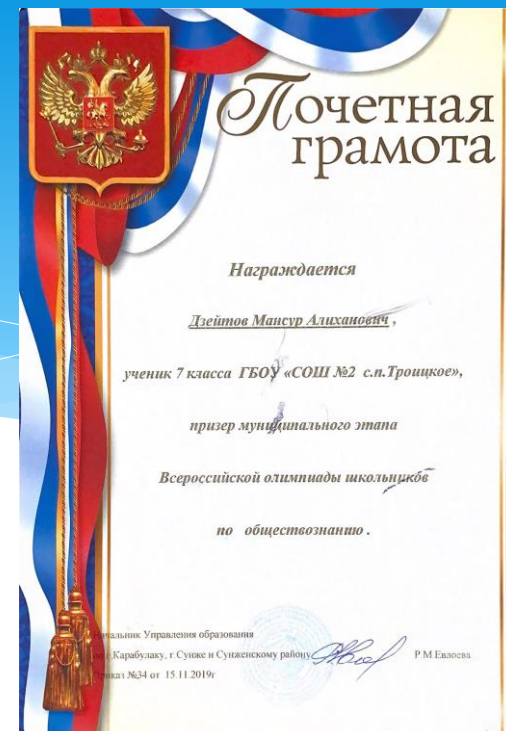 Почетная
грамота
Награждается
Дзейтов Мансур Алиханович ,
ученик 7 класса ГБОУ «СОШ №2 с.п.Троицкое»,
призер муниципального этапа
Всероссийской олимпиады школьников
по обществознанию .
Начальник Управления образования
Карабулаку, г.Сунже и Сунженскому району
Р.М.Евлоева
Приказ №34 от 15.11.2019г